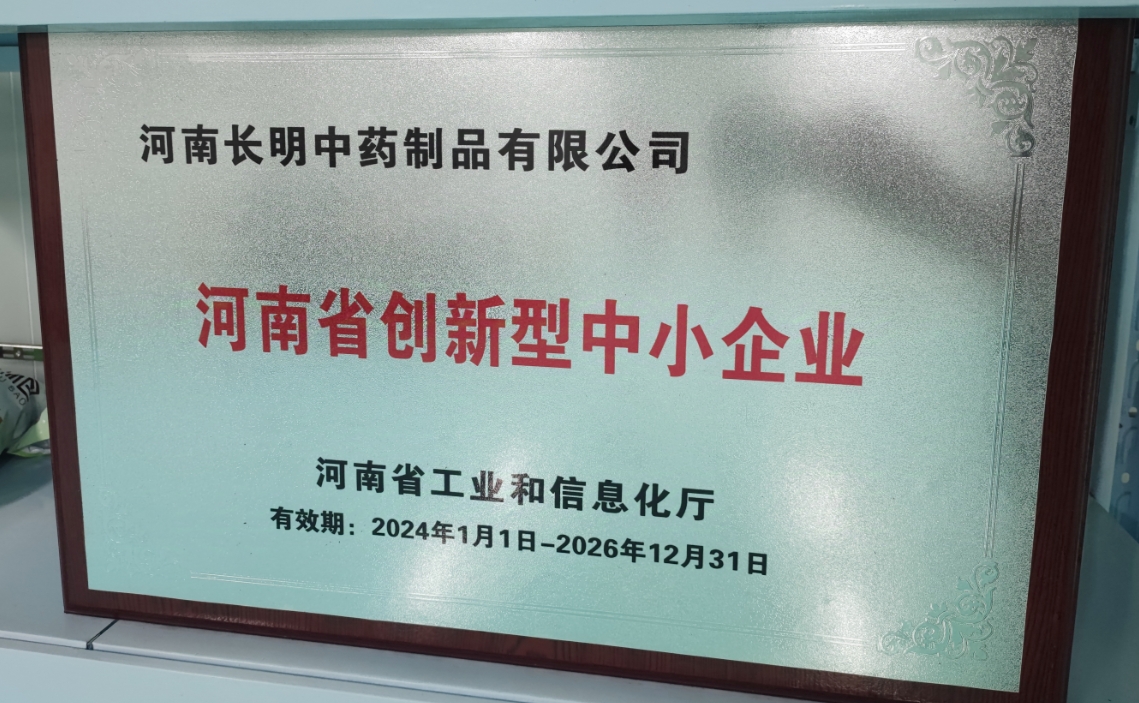 河南长明中药制品有限公司
河南省创新型中小企业
河南省工业和信息化厅
有效期：2024年1月1日-2026年12月31日